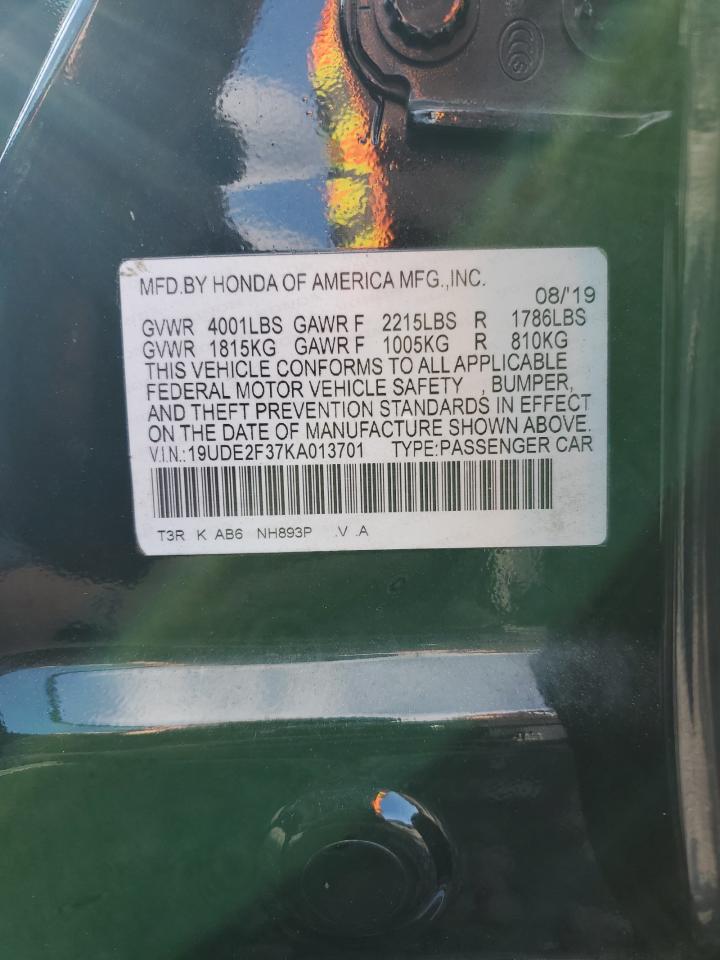 MFD.BY HONDA OF AMERICA MFG.,INC.
08/'19
GVWR 4001LBS GAWR F 2215LBS R 1786LBS
GVWR 1815KG GAWR F 1005KG R 810KG
THIS VEHICLE CONFORMS TO ALL APPLICABLE
FEDERAL MOTOR VEHICLE SAFETY , BUMPER,
AND THEFT PREVENTION STANDARDS IN EFFECT
ON THE DATE OF MANUFACTURE SHOWN ABOVE.
V.I.N.:19UDE2F37KA013701 TYPE:PASSENGER CAR
T3R K AB6 NH893P .V .A